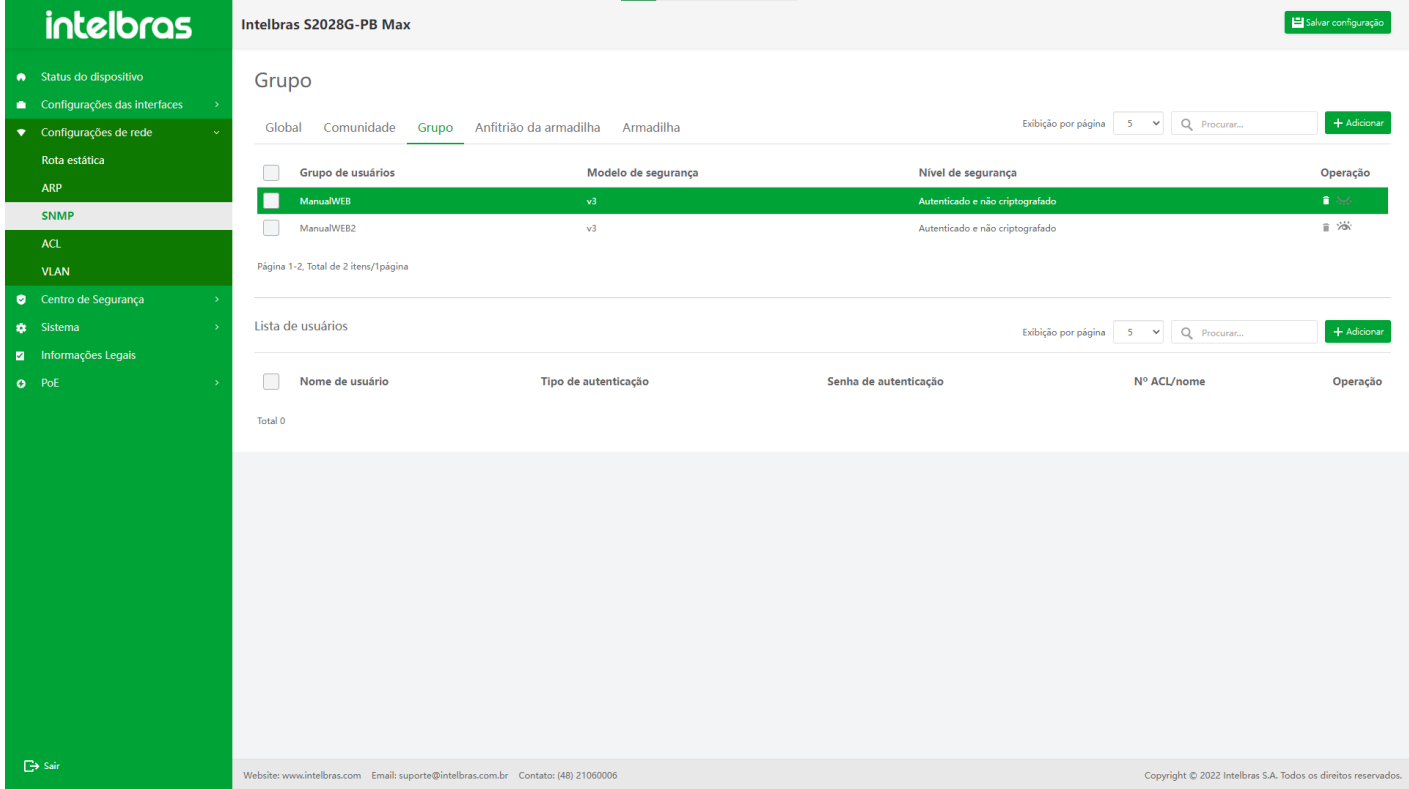 intelbras
Intelbras S2028G-PB Max
Salvar configuração
Status do dispositivo
Configurações das interfaces
Configurações de rede
Rota estática
ARP
SNMP
ACL
VLAN
Centro de Segurança
Sistema
Informações Legais
PoE
Sair
Grupo
Global Comunidade Grupo Anfitrião da armadilha Armadilha Exibição por página 5 Procurar... + Adicionar
Grupo de usuários Modelo de segurança Nível de segurança Operação
ManualWEB v3 Autenticado e não criptografado
ManualWEB2 v3 Autenticado e não criptografado
Página 1-2, Total de 2 itens/1página
Lista de usuários Exibição por página 5 Procurar... + Adicionar
Nome de usuário Tipo de autenticação Senha de autenticação Nº ACL/nome Operação
Total 0
Website: www.intelbras.com Email: suporte@intelbras.com.br Contato: (48) 21060006 Copyright © 2022 Intelbras S.A. Todos os direitos reservados.